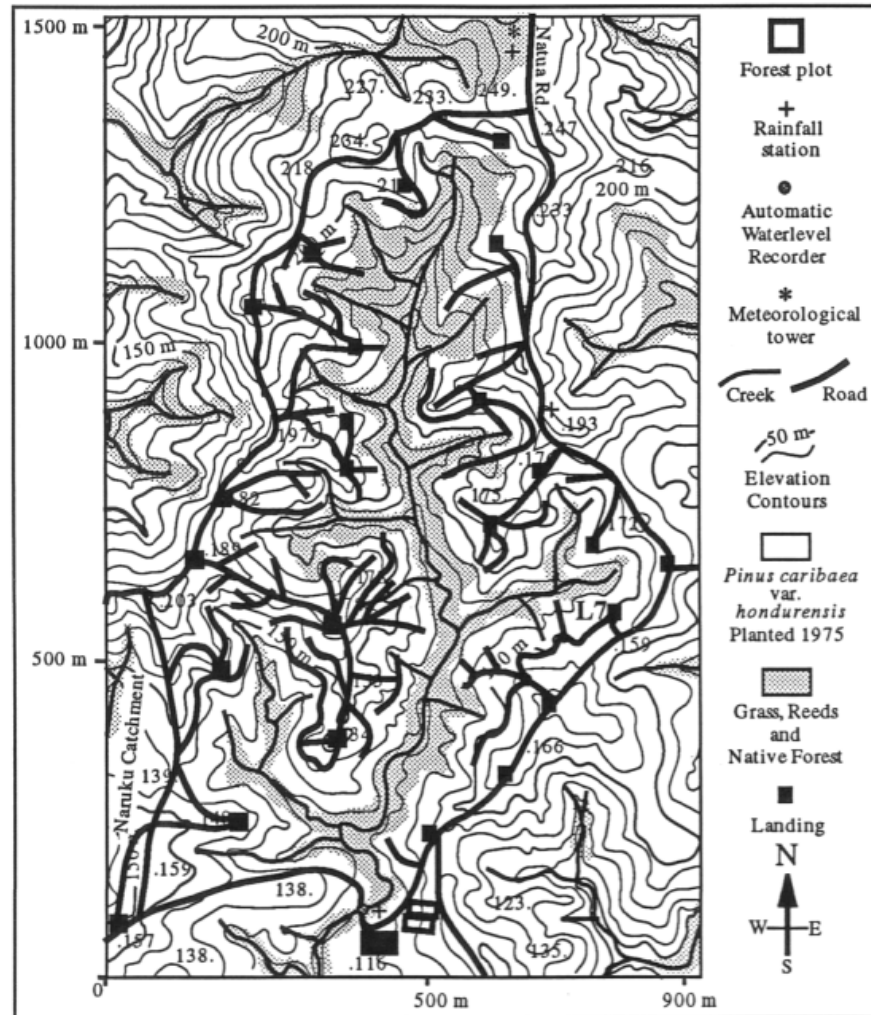 1500 m
200 m
227.
233.
249.
Natua Rd.
.247
234.
218
216.
200 m
.233
1000 m
150 m
197.
.193
175
.189
172
.103
L7
.159
500 m
Naruku Catchment
.166
139.
150 m
.159
138.
123.
.157
138.
.116
135.
0
500 m
900 m
Forest plot
+
Rainfall
station
Automatic
Waterlevel
Recorder
*
Meteorological
tower
Creek
Road
50 m
Elevation
Contours
Pinus caribaea
var.
hondurensis
Planted 1975
Grass, Reeds
and
Native Forest
Landing
N
W
E
S